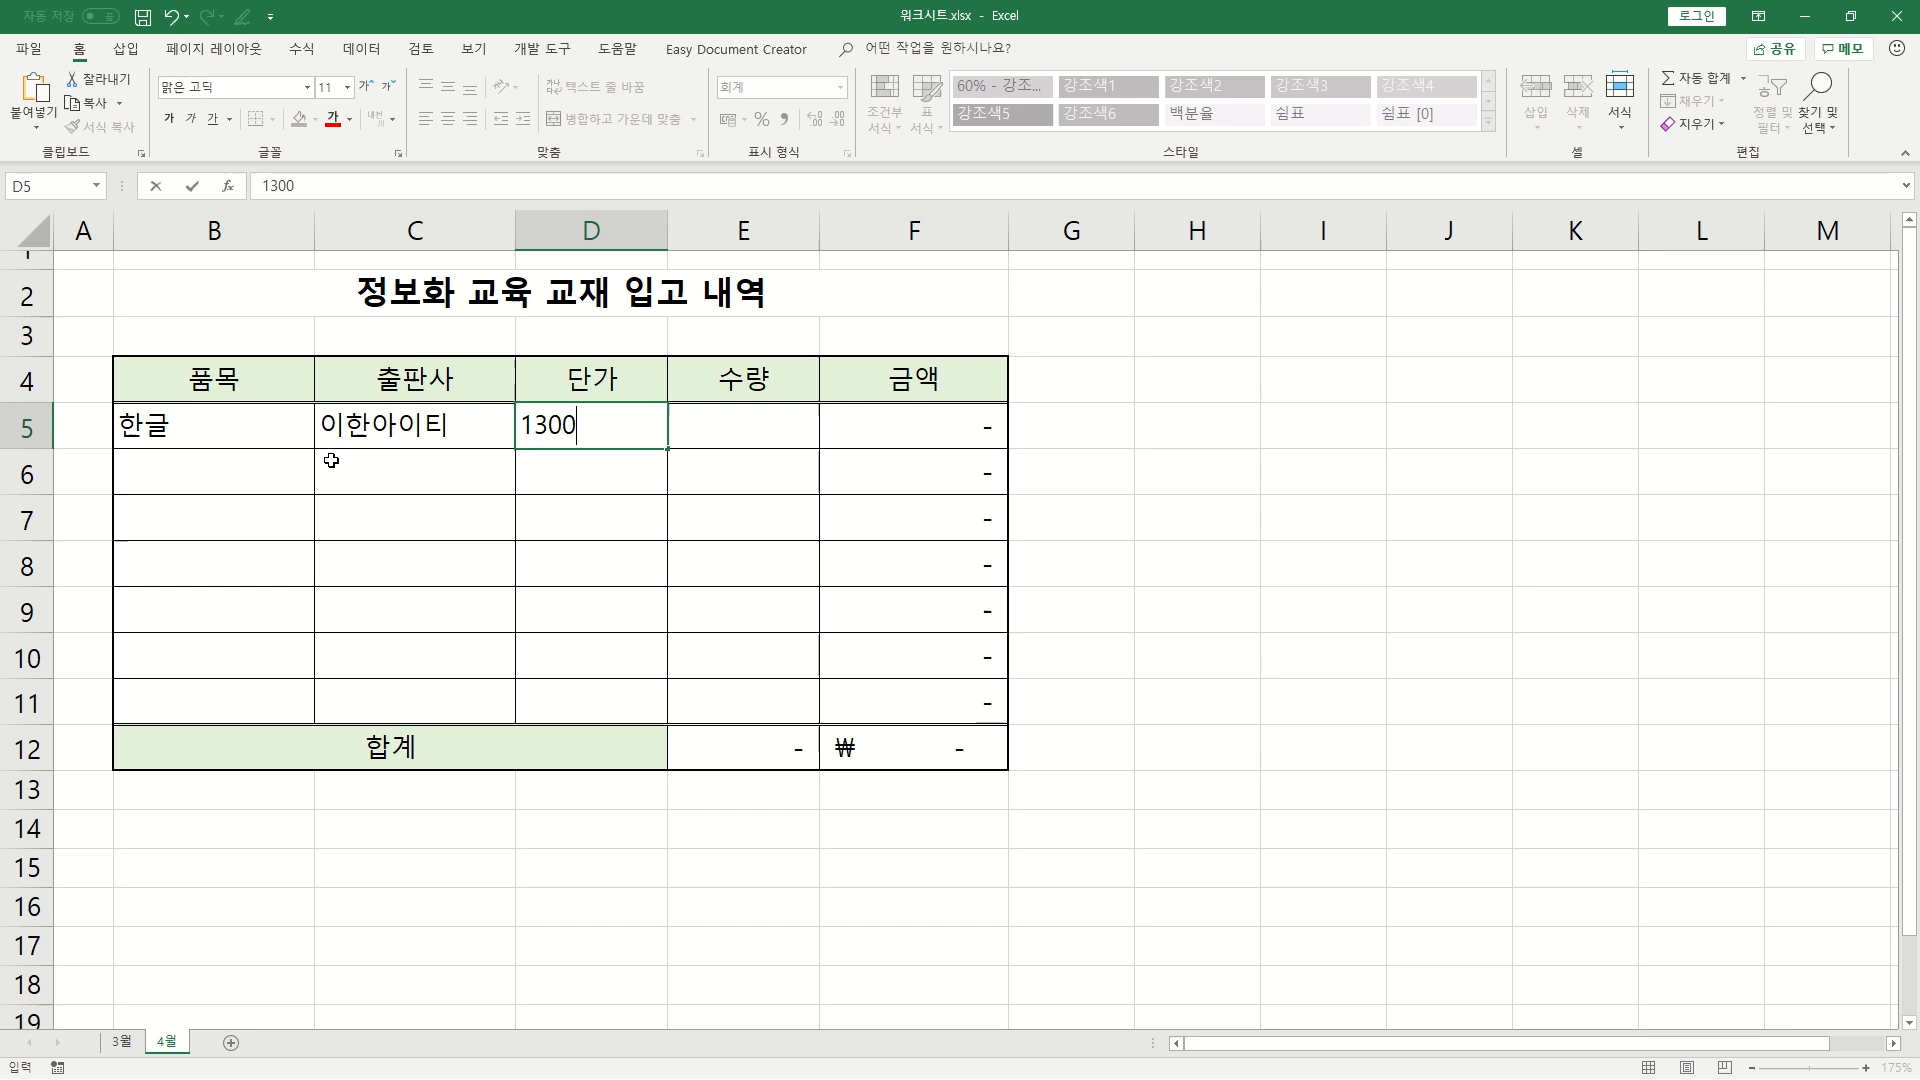 자동 저장 끔 워크시트.xlsx - Excel 로그인
파일 홈 삽입 페이지 레이아웃 수식 데이터 검토 보기 개발 도구 도움말 Easy Document Creator 어떤 작업을 원하시나요? 공유 메모
붙여넣기 잘라내기 복사 서식 복사
클립보드
맑은 고딕 11 가 가
가 가 가 가 내천
글꼴
텍스트 줄 바꿈
병합하고 가운데 맞춤
맞춤
회계
% 9 .00
표시 형식
조건부 서식 표 서식
60% - 강조... 강조색1 강조색2 강조색3 강조색4
강조색5 강조색6 백분율 쉼표 쉼표 [0]
스타일
삽입 삭제 서식
셀
∑ 자동 합계
채우기
지우기
정렬 및 필터 찾기 및 선택
편집
D5 fx 1300
A B C D E F G H I J K L M
1
2 정보화 교육 교재 입고 내역
3
4 품목 출판사 단가 수량 금액
5 한글 이한아이티 1300 -
6 -
7 -
8 -
9 -
10 -
11 -
12 합계 - ₩ -
13
14
15
16
17
18
19
3월 4월
입력 175%